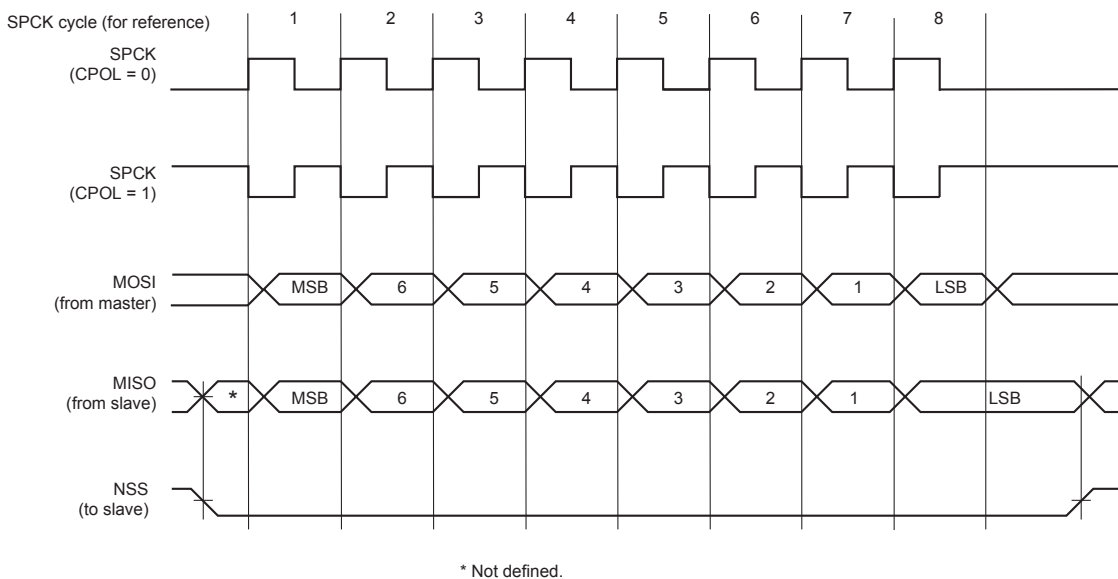 SPCK cycle (for reference)
1 2 3 4 5 6 7 8
SPCK
(CPOL = 0)
SPCK
(CPOL = 1)
MOSI
(from master)
MSB 6 5 4 3 2 1 LSB
MISO
(from slave)
* MSB 6 5 4 3 2 1 LSB
NSS
(to slave)
* Not defined.